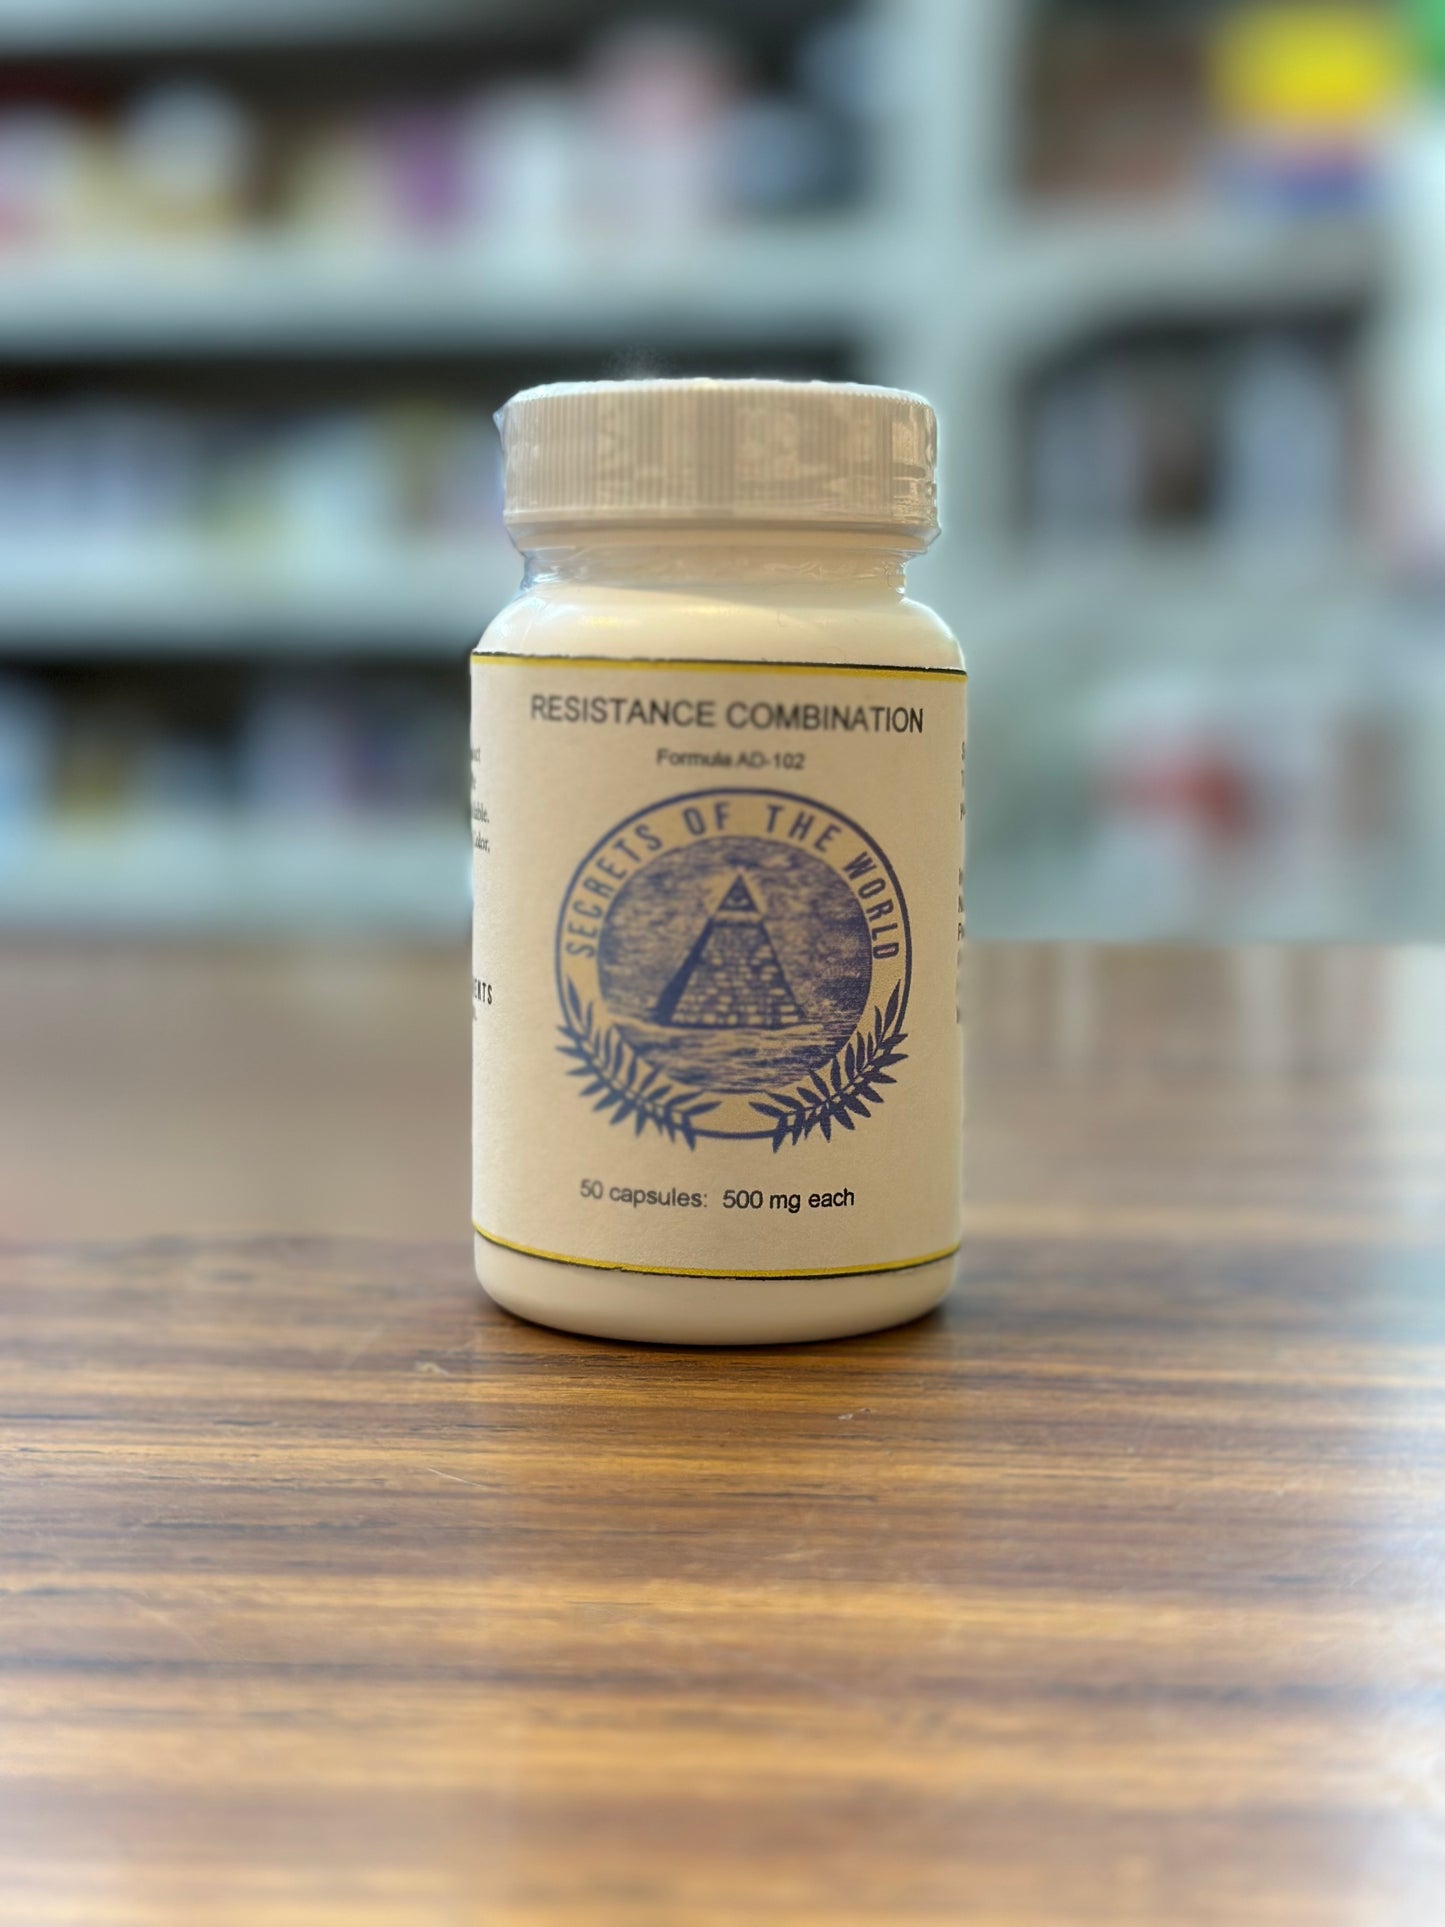 RESISTANCE COMBINATION
Formula AD-102
SECRETS OF THE WORLD
50 capsules: 500 mg each